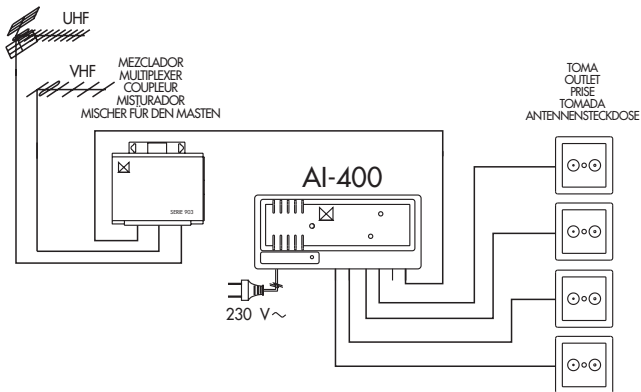 UHF
VHF
MEZCLADOR
MULTIPLEXER
COUPLEUR
MISTURADOR
MISCHER FÜR DEN MASTEN
SERIE 903
AI-400
230 V~
TOMA
OUTLET
PRISE
TOMADA
ANTENNENSTECKDOSE